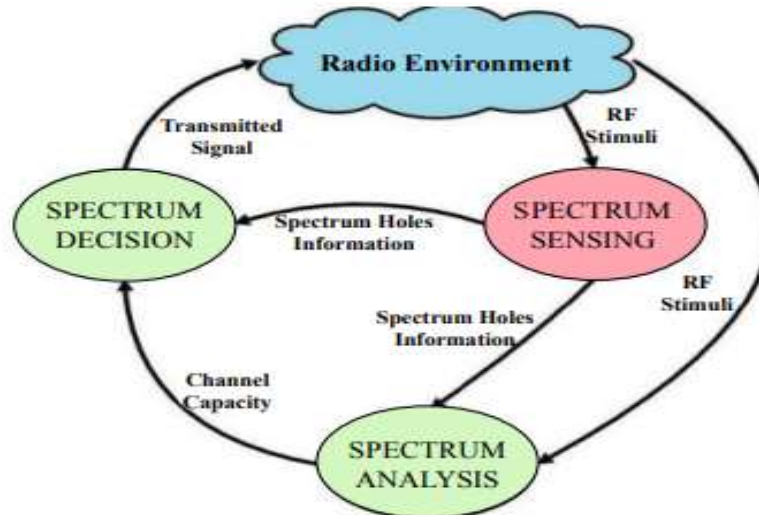 Radio Environment
Transmitted
Signal
RF
Stimuli
SPECTRUM
DECISION
Spectrum Holes
Information
SPECTRUM
SENSING
RF
Stimuli
Spectrum Holes
Information
Channel
Capacity
SPECTRUM
ANALYSIS